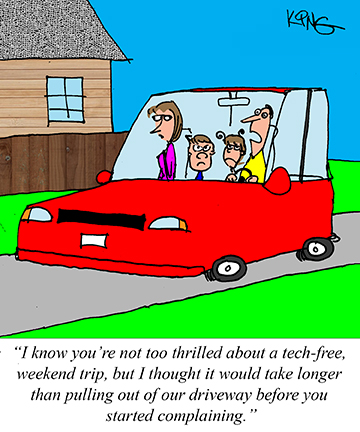 KING
“I know you’re not too thrilled about a tech-free,
weekend trip, but I thought it would take longer
than pulling out of our driveway before you
started complaining.”